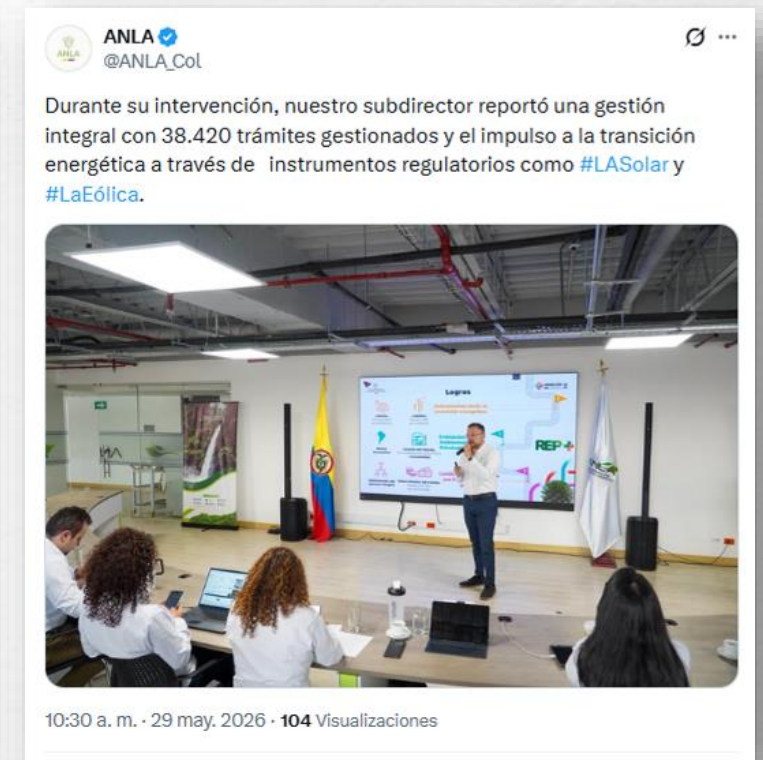 ANLA
@ANLA_Col
Durante su intervención, nuestro subdirector reportó una gestión
integral con 38.420 trámites gestionados y el impulso a la transición
energética a través de instrumentos regulatorios como #LASolar y
#LaEólica.
Logros
REP+
10:30 a. m. · 29 may. 2026 · 104 Visualizaciones